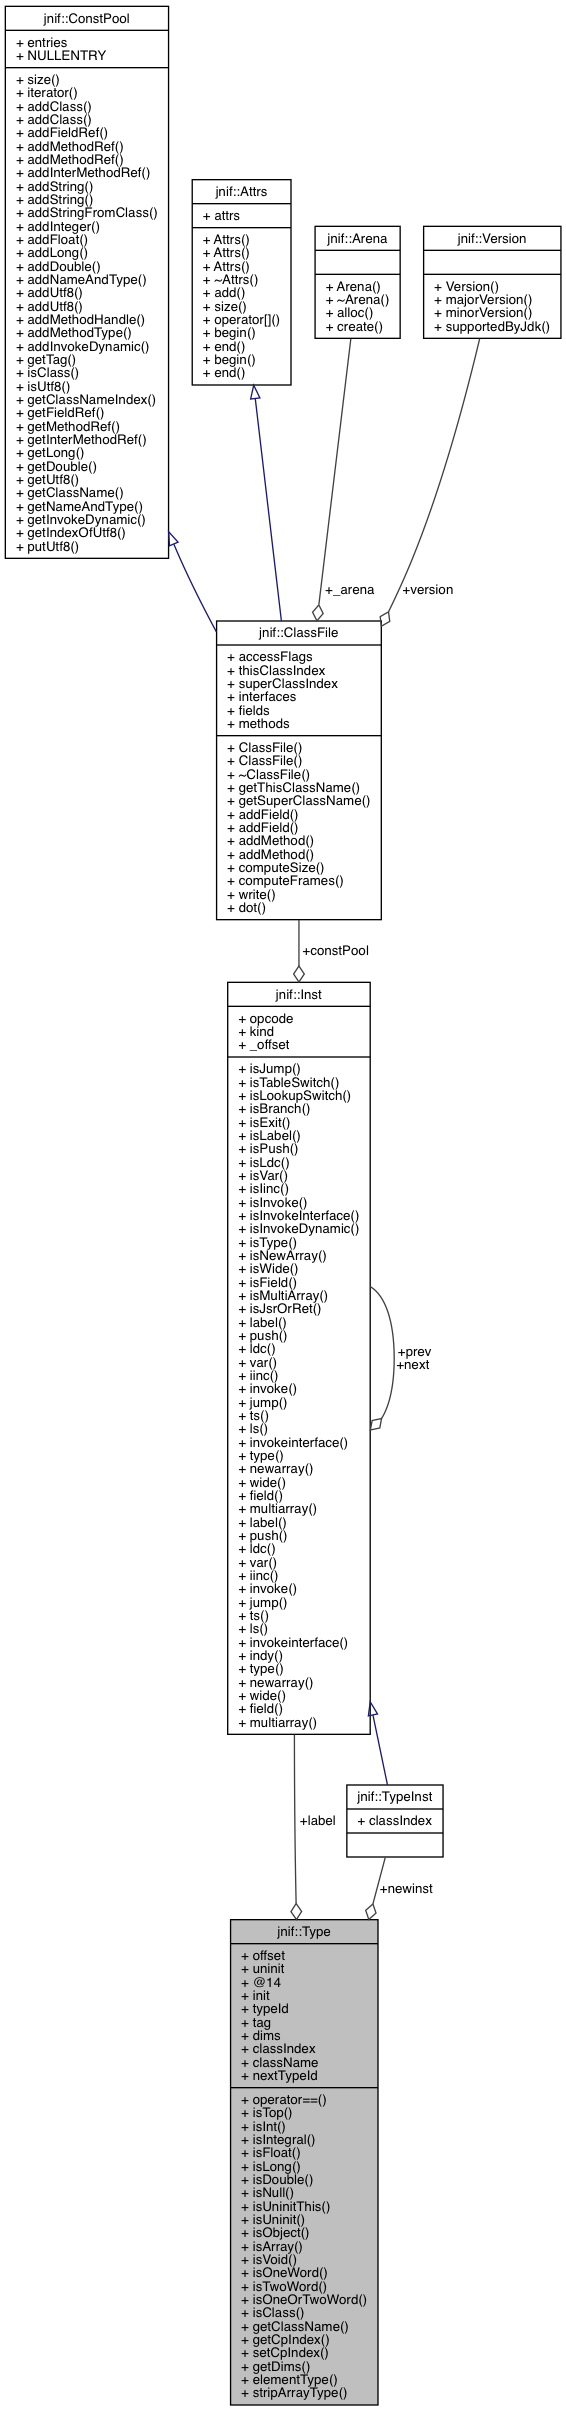 jnif::ConstPool
+ entries
+ NULLENTRY
+ size()
+ iterator()
+ addClass()
+ addClass()
+ addFieldRef()
+ addMethodRef()
+ addMethodRef()
+ addInterMethodRef()
+ addString()
+ addString()
+ addStringFromClass()
+ addInteger()
+ addFloat()
+ addLong()
+ addDouble()
+ addNameAndType()
+ addUtf8()
+ addUtf8()
+ addMethodHandle()
+ addMethodType()
+ addInvokeDynamic()
+ getTag()
+ isClass()
+ isUtf8()
+ getClassNameIndex()
+ getFieldRef()
+ getMethodRef()
+ getInterMethodRef()
+ getLong()
+ getDouble()
+ getUtf8()
+ getClassName()
+ getNameAndType()
+ getInvokeDynamic()
+ getIndexOfUtf8()
+ putUtf8()
jnif::Attrs
+ attrs
+ Attrs()
+ Attrs()
+ Attrs()
+ ~Attrs()
+ add()
+ size()
+ operator[]()
+ begin()
+ end()
+ begin()
+ end()
jnif::Arena
+ Arena()
+ ~Arena()
+ alloc()
+ create()
jnif::Version
+ Version()
+ majorVersion()
+ minorVersion()
+ supportedByJdk()
+_arena
+version
jnif::ClassFile
+ accessFlags
+ thisClassIndex
+ superClassIndex
+ interfaces
+ fields
+ methods
+ ClassFile()
+ ClassFile()
+ ~ClassFile()
+ getThisClassName()
+ getSuperClassName()
+ addField()
+ addField()
+ addMethod()
+ addMethod()
+ computeSize()
+ computeFrames()
+ write()
+ dot()
+constPool
jnif::Inst
+ opcode
+ kind
+ _offset
+ isJump()
+ isTableSwitch()
+ isLookupSwitch()
+ isBranch()
+ isExit()
+ isLabel()
+ isPush()
+ isLdc()
+ isVar()
+ isIinc()
+ isInvoke()
+ isInvokeInterface()
+ isInvokeDynamic()
+ isType()
+ isNewArray()
+ isWide()
+ isField()
+ isMultiArray()
+ isJsrOrRet()
+ label()
+ push()
+ ldc()
+ var()
+ iinc()
+ invoke()
+ jump()
+ ts()
+ ls()
+ invokeinterface()
+ type()
+ newarray()
+ wide()
+ field()
+ multiarray()
+ label()
+ push()
+ ldc()
+ var()
+ iinc()
+ invoke()
+ jump()
+ ts()
+ ls()
+ invokeinterface()
+ indy()
+ type()
+ newarray()
+ wide()
+ field()
+ multiarray()
+prev
+next
+label
jnif::TypeInst
+ classIndex
+newinst
jnif::Type
+ offset
+ uninit
+ @14
+ init
+ typeId
+ tag
+ dims
+ classIndex
+ className
+ nextTypeId
+ operator==()
+ isTop()
+ isInt()
+ isIntegral()
+ isFloat()
+ isLong()
+ isDouble()
+ isNull()
+ isUninitThis()
+ isUninit()
+ isObject()
+ isArray()
+ isVoid()
+ isOneWord()
+ isTwoWord()
+ isOneOrTwoWord()
+ isClass()
+ getClassName()
+ getCpIndex()
+ setCpIndex()
+ getDims()
+ elementType()
+ stripArrayType()